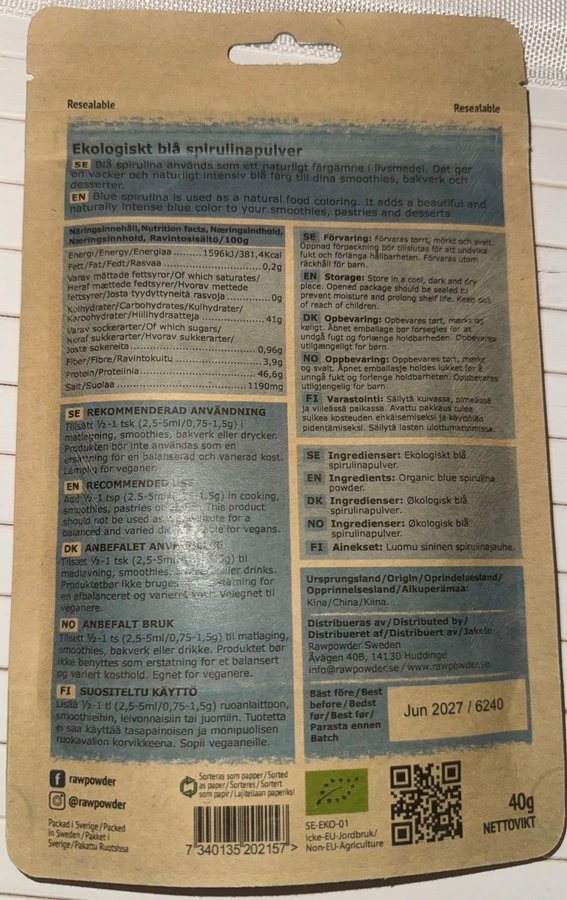 Resealable
Resealable
Ekologiskt blå spirulinapulver
SE Blå spirulina används som ett naturligt färgämne i livsmedel. Det ger
en vacker och naturligt intensiv blå färg till dina smoothies, bakverk och
desserter.
EN Blue spirulina is used as a natural food coloring. It adds a beautiful and
naturally intense blue color to your smoothies, pastries and desserts.
Näringsinnehåll, Nutrition facts, Næringsindhold,
Næringsinnhold, Ravintosisältö/100g
Energi/Energy/Energiaa 1596kJ/381,4Kcal
Fett/Fat/Fedt/Rasvaa 0,2g
Varav mättade fettsyror/Of which saturates/
Heraf mættede fedtsyrer/Hvorav mettede
fettsyrer/Josta tyydyttyneitä rasvoja 0g
Kolhydrater/Carbohydrates/Kulhydrater/
Karbohydrater/Hiilihydraatteja 41g
Varav sockerarter/Of which sugars/
Heraf sukkerarter/Hvorav sukkerarter/
Josta sokereita 0,96g
Fiber/Fibre/Ravintokuitu 3,9g
Protein/Proteiinia 46,6g
Salt/Suolaa 1190mg
SE REKOMMENDERAD ANVÄNDNING
Tillsätt ½-1 tsk (2,5-5ml/0,75-1,5g) i
matlagning, smoothies, bakverk eller drycker.
Produkten bör inte användas som en
ersättning för en balanserad och varierad kost.
Lämplig för veganer.
EN RECOMMENDED USE
Add ½-1 tsp (2.5-5ml 1.5g) in cooking,
smoothies, pastries or This product
should not be used as for a
balanced and varied for vegans.
DK ANBEFALET
Tilsæt ½-1 tsk (2,5-5ml 5g) til
madlavning, smoothies, eller drikke.
Produktet bør ikke bruges erstatning for
en afbalanceret og varieret Velegnet til
veganere.
NO ANBEFALT BRUK
Tilsett ½-1 ts (2,5-5ml/0,75-1,5g) til matlaging,
smoothies, bakverk eller drikke. Produktet bør
ikke benyttes som erstatning for et balansert
og variert kosthold. Egnet for veganere.
FI SUOSITELTU KÄYTTÖ
Lisää ½-1 tl (2,5-5ml/0,75-1,5g) ruoanlaittoon,
smoothieihin, leivonnaisiin tai juomiin. Tuotetta
ei saa käyttää tasapainoisen ja monipuolisen
ruokavalion korvikkeena. Sopii vegaaneille.
SE Förvaring: Förvaras torrt, mörkt och svalt.
Öppnad förpackning bör tillslutas för att undvika
fukt och förlänga hållbarheten. Förvaras utom
räckhåll för barn.
EN Storage: Store in a cool, dark and dry
place. Opened package should be sealed to
prevent moisture and prolong shelf life. Keep out
of reach of children.
DK Opbevaring: Opbevares tørt, mørkt og
køligt. Åbnet emballage bør forsegles for at
undgå fugt og forlænge holdbarheden. Opbevares
utilgængeligt for børn.
NO Oppbevaring: Oppbevares tørt, mørkt
og svalt. Åpnet emballasje holdes lukket for å
unngå fukt og forlenge holdbarheten. Oppbevares
utilgjengelig for barn.
FI Varastointi: Säilytä kuivassa, pimeässä
ja viileässä paikassa. Avattu pakkaus tulee
sulkea kosteuden ehkäisemiseksi ja käyttöiän
pidentämiseksi. Säilytä lasten ulottumattomissa.
SE Ingredienser: Ekologiskt blå
spirulinapulver.
EN Ingredients: Organic blue spirulina
powder.
DK Ingredienser: Økologisk blå
spirulinapulver.
NO Ingredienser: Økologisk blå
spirulinapulver.
FI Ainekset: Luomu sininen spirulinajauhe.
Ursprungsland/Origin/Oprindelsesland/
Opprinnelsesland/Alkuperämaa:
Kina/China/Kiina.
Distribueras av/Distributed by/
Distribueret af/Distribuert av/Jakelu
Rawpowder Sweden
Åvägen 40B, 14130 Huddinge
info@rawpowder.se/www.rawpowder.se
Bäst före/Best
before/Bedst
før/Best før/
Parasta ennen
Batch
Jun 2027 / 6240
rawpowder
@rawpowder
Packad i Sverige/Packed
in Sweden/Pakket i
Sverige/Pakattu Ruotsissa
Sorteras som papper/Sorted
as paper/Sorteres/Sortert
som papir/Lajitellaan paperiksi
7 340135 202157
SE-EKO-01
Icke-EU-Jordbruk/
Non-EU-Agriculture
40g
NETTOVIKT